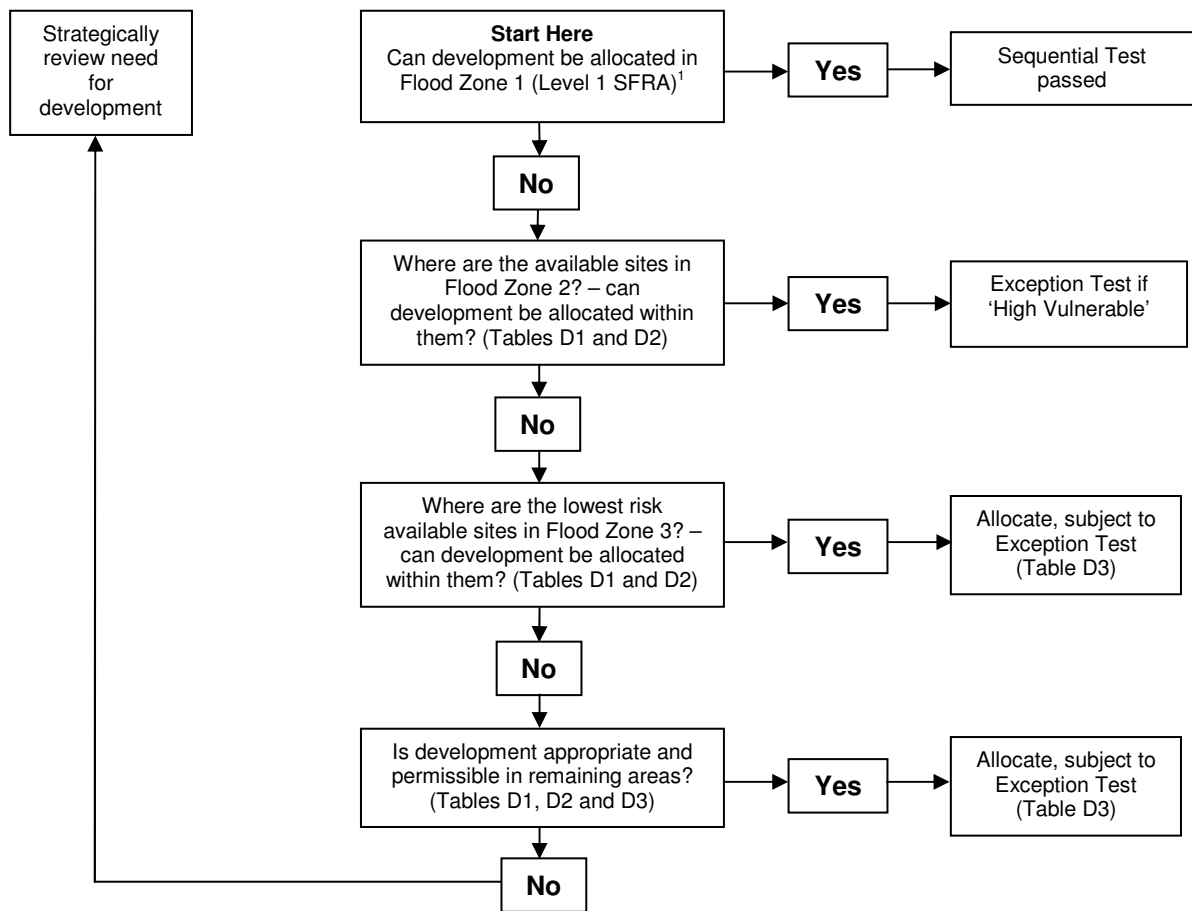 Strategically
review need
for
development
Start Here
Can development be allocated in
Flood Zone 1 (Level 1 SFRA)¹
Yes
Sequential Test
passed
No
Where are the available sites in
Flood Zone 2? – can
development be allocated within
them? (Tables D1 and D2)
Yes
Exception Test if
‘High Vulnerable’
No
Where are the lowest risk
available sites in Flood Zone 3? –
can development be allocated
within them? (Tables D1 and D2)
Yes
Allocate, subject to
Exception Test
(Table D3)
No
Is development appropriate and
permissible in remaining areas?
(Tables D1, D2 and D3)
Yes
Allocate, subject to
Exception Test
(Table D3)
No